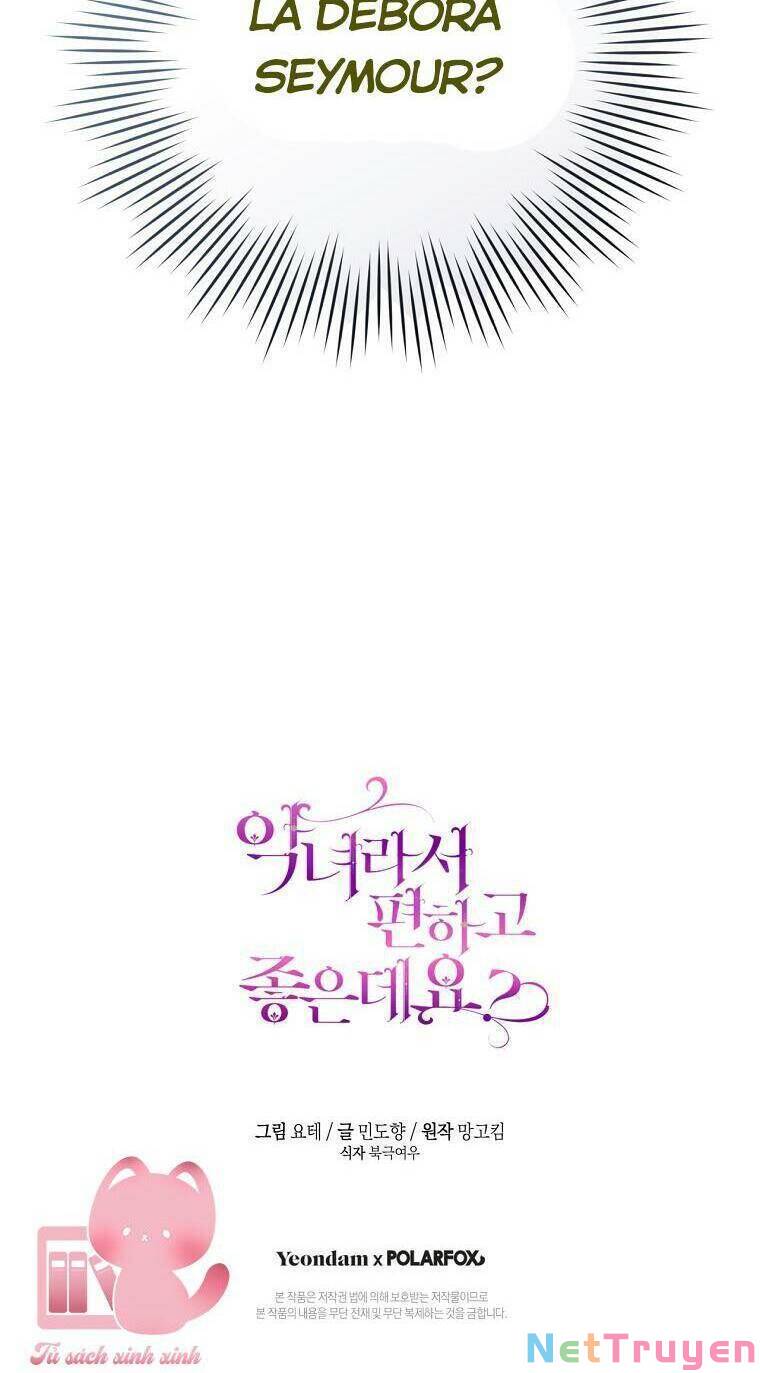 LÀ DEBORA
SEYMOUR?
악녀라서
편하고
좋은데요?
그림 요테 / 글 민도향 / 원작 망고킴
식자 북극여우
Yeondam x POLARFOX
본 작품은 저작권 법에 의해 보호받는 저작물이므로
본 작품의 내용을 무단 전재 및 무단 복제하는 것을 금합니다.
Tủ sách xinh xinh
NetTruyen